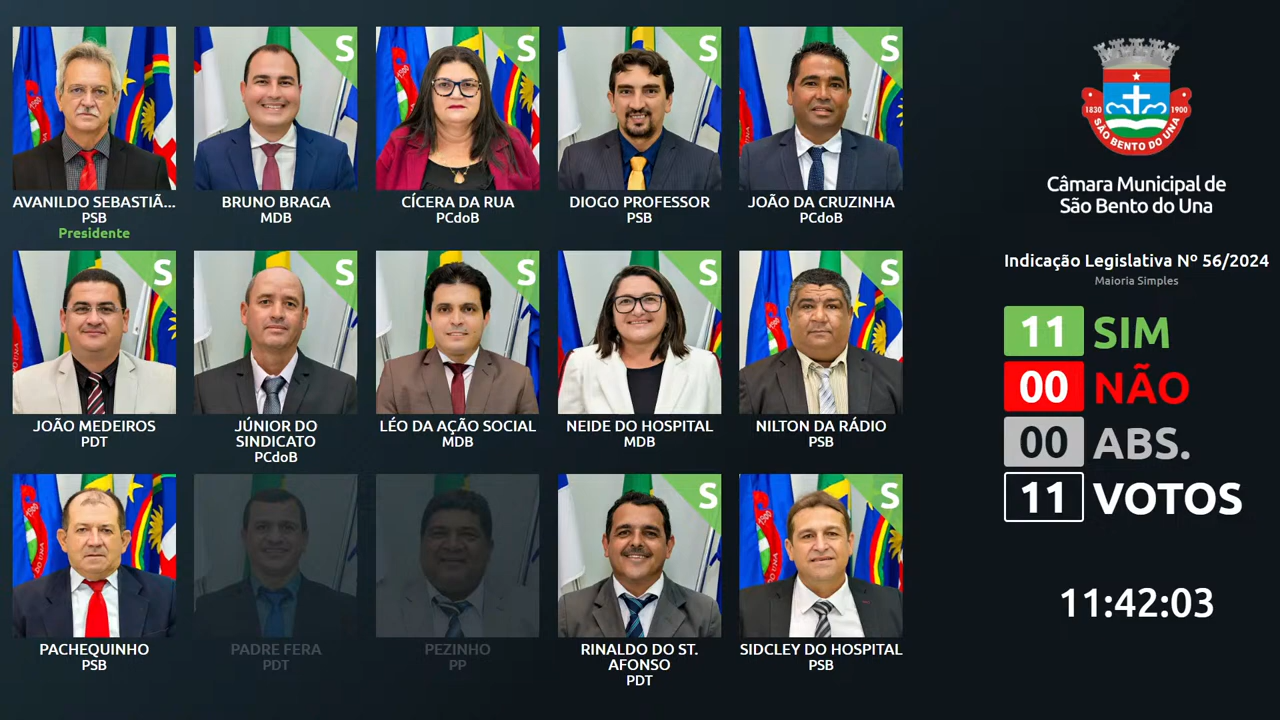 S
S
S
S
AVANILDO SEBASTIÃ...
PSB
Presidente
BRUNO BRAGA
MDB
CÍCERA DA RUA
PCdoB
DIOGO PROFESSOR
PSB
JOÃO DA CRUZINHA
PCdoB
S
S
S
S
S
JOÃO MEDEIROS
PDT
JÚNIOR DO
SINDICATO
PCdoB
LÉO DA AÇÃO SOCIAL
MDB
NEIDE DO HOSPITAL
MDB
NILTON DA RÁDIO
PSB
S
S
PACHEQUINHO
PSB
PADRE FERA
PDT
PEZINHO
PP
RINALDO DO ST.
AFONSO
PDT
SIDCLEY DO HOSPITAL
PSB
1830
1900
SÃO BENTO DO UNA
Câmara Municipal de
São Bento do Una
Indicação Legislativa Nº 56/2024
Maioria Simples
11 SIM
00 NÃO
00 ABS.
11 VOTOS
11:42:03